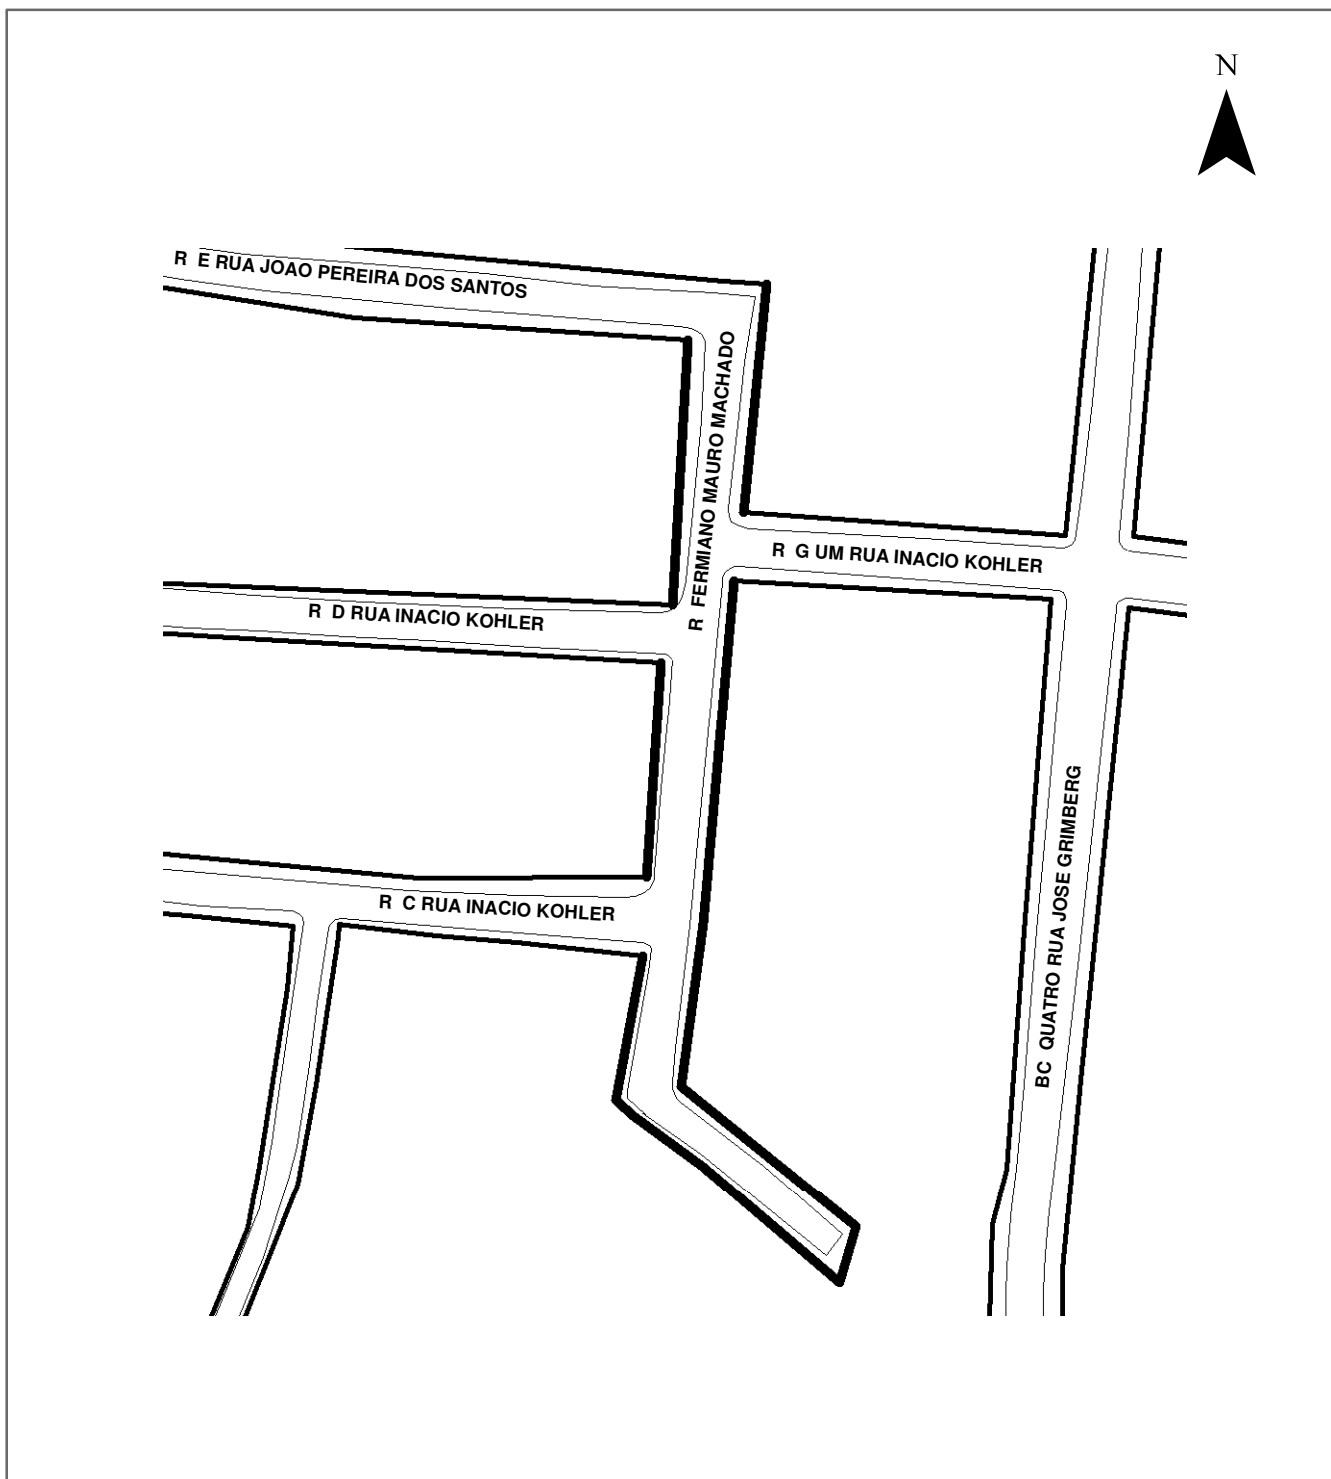 N
R E RUA JOAO PEREIRA DOS SANTOS
R FERMIANO MAURO MACHADO
R G UM RUA INACIO KOHLER
R D RUA INACIO KOHLER
BC QUATRO RUA JOSE GRIMBERG
R C RUA INACIO KOHLER